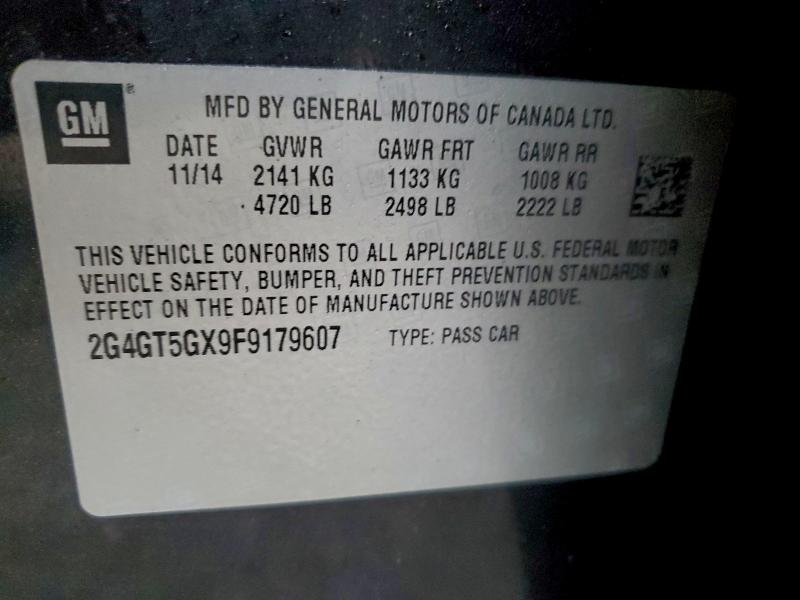 GM
MFD BY GENERAL MOTORS OF CANADA LTD.
DATE GVWR GAWR FRT GAWR RR
11/14 2141 KG 1133 KG 1008 KG
4720 LB 2498 LB 2222 LB
THIS VEHICLE CONFORMS TO ALL APPLICABLE U.S. FEDERAL MOTOR
VEHICLE SAFETY, BUMPER, AND THEFT PREVENTION STANDARDS IN
EFFECT ON THE DATE OF MANUFACTURE SHOWN ABOVE.
2G4GT5GX9F9179607 TYPE: PASS CAR